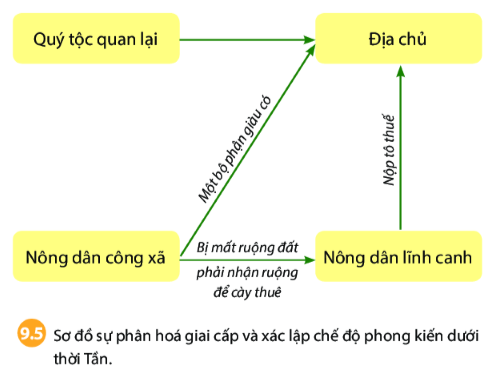 Quý tộc quan lại
Địa chủ
Một bộ phận giàu có
Nộp tô thuế
Nông dân công xã
Bị mất ruộng đất
phải nhận ruộng
để cày thuê
Nông dân lĩnh canh
9.5 Sơ đồ sự phân hoá giai cấp và xác lập chế độ phong kiến dưới
thời Tần.